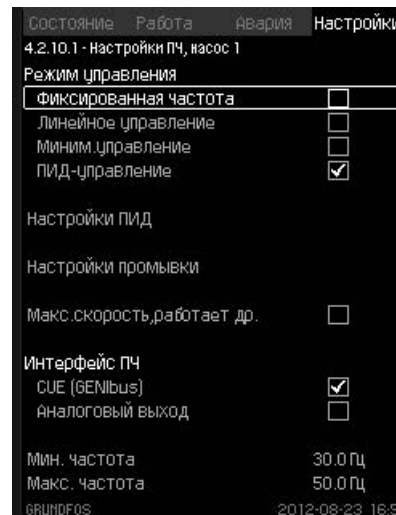 Состояние Работа Авария Настройки
4.2.10.1 - Настройки ПЧ, насос 1
Режим управления
Фиксированная частота
Линейное управление
Миним.управление
ПИД-управление
Настройки ПИД
Настройки промывки
Макс.скорость,работает др.
Интерфейс ПЧ
CUE (GENIbus)
Аналоговый выход
Мин. частота 30.0 Гц
Макс. частота 50.0 Гц
GRUNDFOS 2012-08-23 16:5